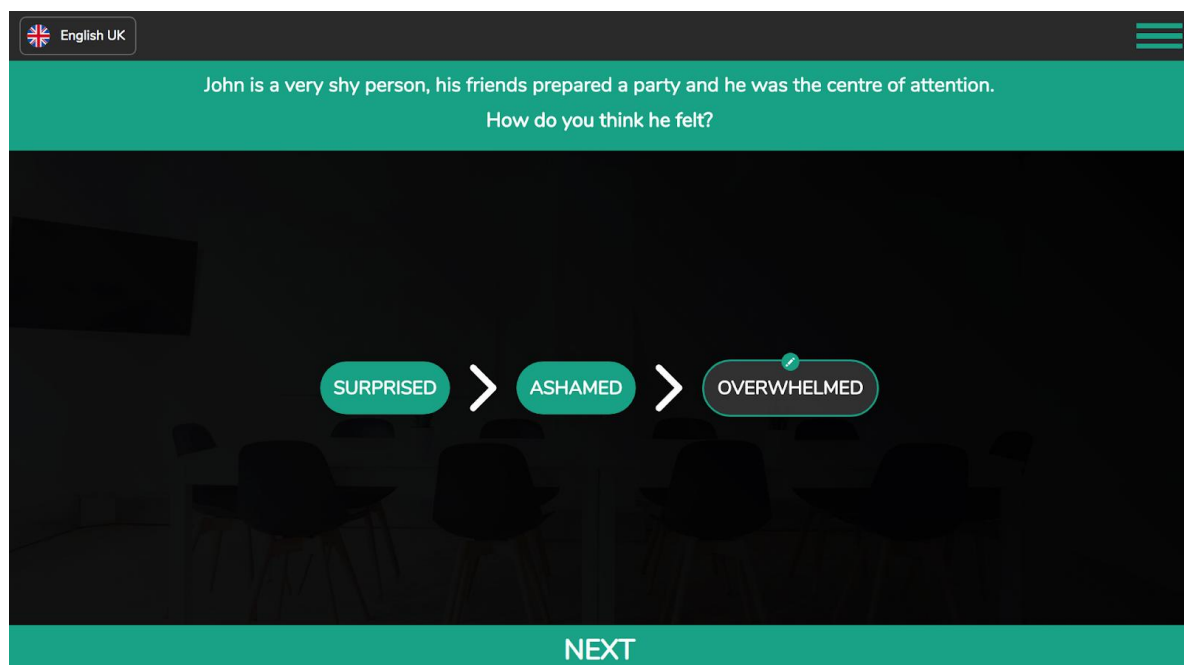 English UK
John is a very shy person, his friends prepared a party and he was the centre of attention.
How do you think he felt?
SURPRISED > ASHAMED > OVERWHELMED
NEXT